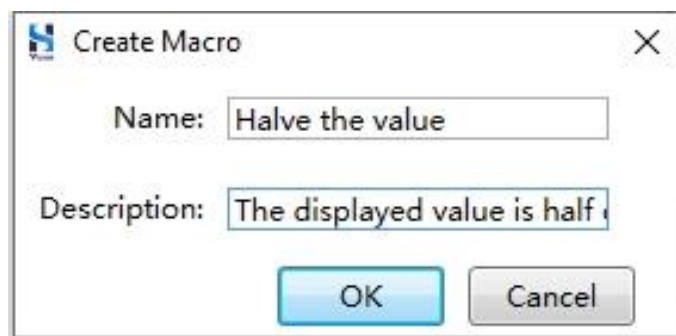 Create Macro
Name: Halve the value
Description: The displayed value is half
OK Cancel